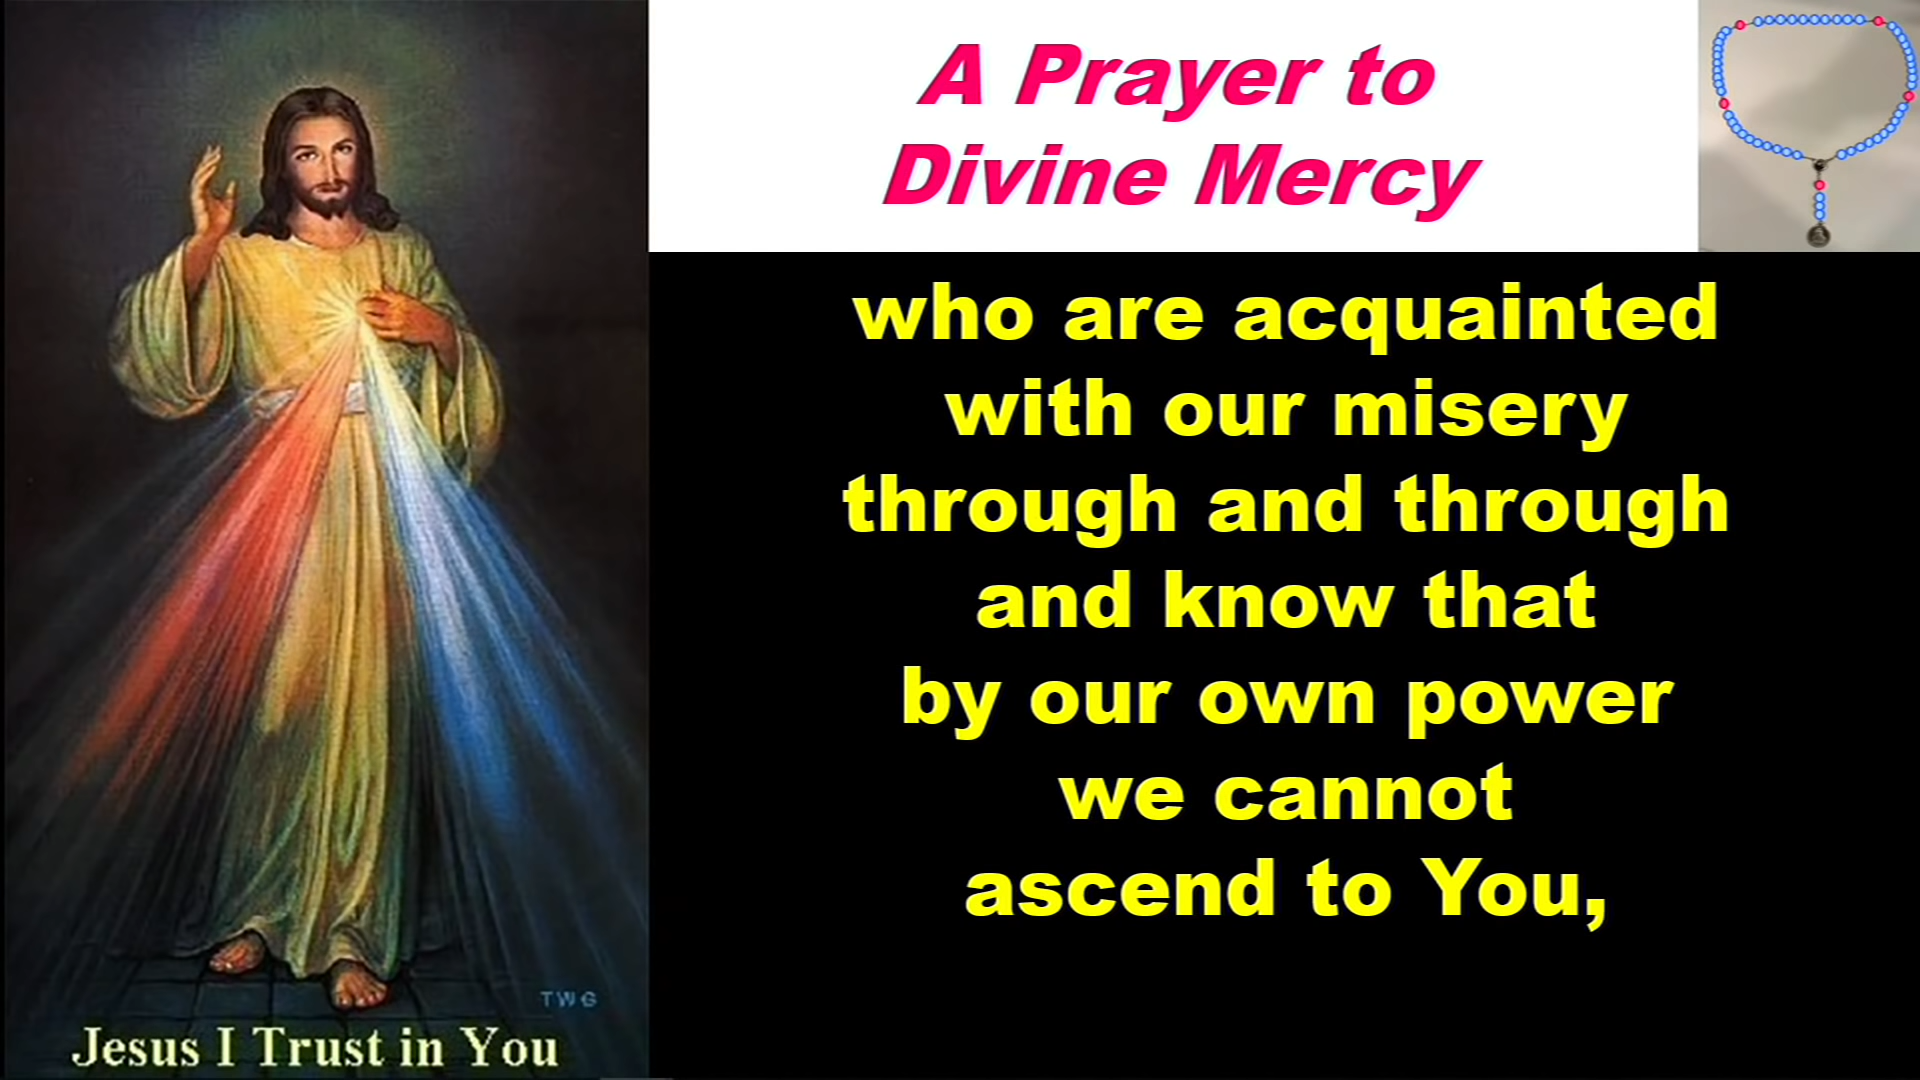 A Prayer to
Divine Mercy
who are acquainted
with our misery
through and through
and know that
by our own power
we cannot
ascend to You,
TWG
Jesus I Trust in You